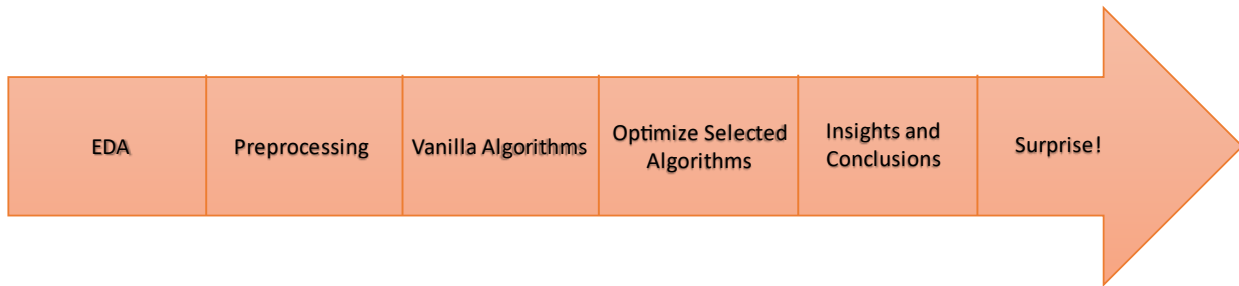 EDA
Preprocessing
Vanilla Algorithms
Optimize Selected
Algorithms
Insights and
Conclusions
Surprise!